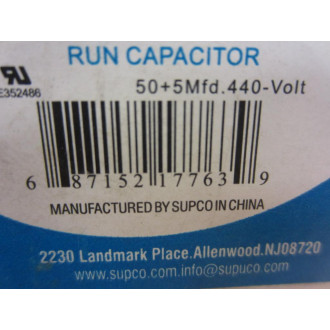 RUN CAPACITOR
50+5Mfd.440-Volt
E352486
6 87152 17763 9
MANUFACTURED BY SUPCO IN CHINA
2230 Landmark Place.Allenwood.NJ08720
www.supco.com.info@supuco.com